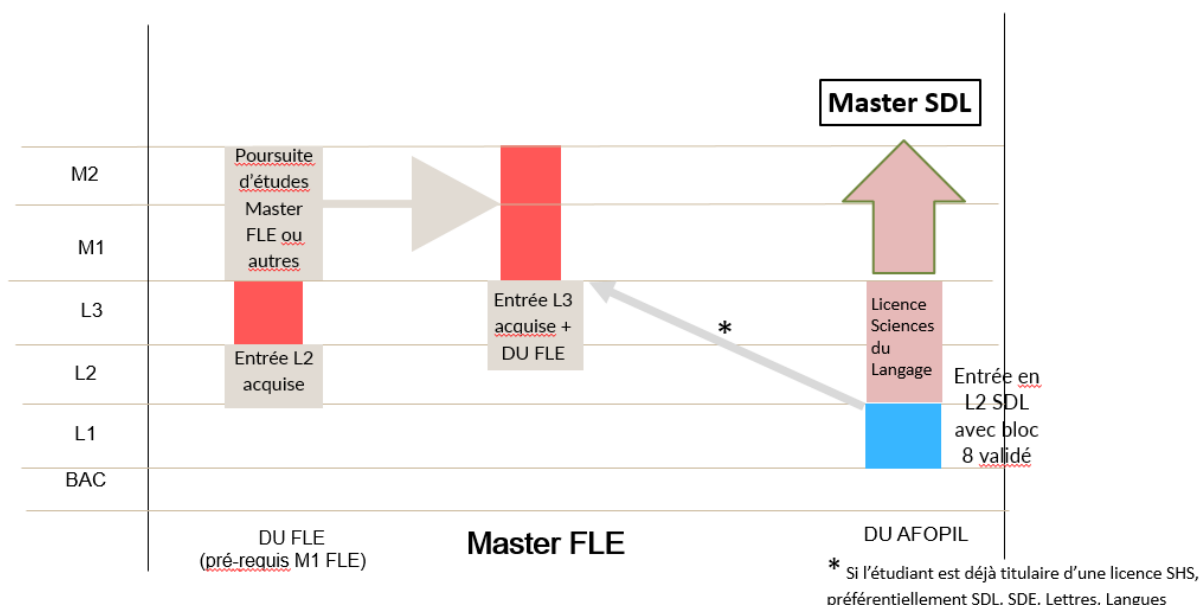 Master SDL
M2
M1
L3
L2
L1
BAC
Poursuite
d’études
Master
FLE ou
autres
Entrée L2
acquise
Entrée L3
acquise +
DU FLE
*
Licence
Sciences
du
Langage
Entrée en
L2 SDL
avec bloc
8 validé
DU FLE
(pré-requis M1 FLE)
Master FLE
DU AFOPIL
* Si l’étudiant est déjà titulaire d’une licence SHS,
préférentiellement SDL, SDE, Lettres, Langues